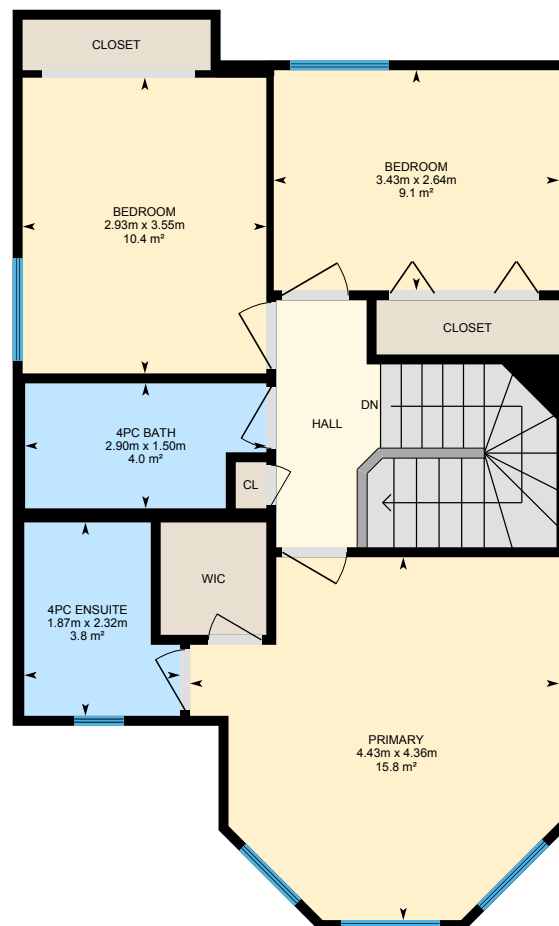 CLOSET
BEDROOM
2.93m x 3.55m
10.4 m²
BEDROOM
3.43m x 2.64m
9.1 m²
CLOSET
DN
HALL
4PC BATH
2.90m x 1.50m
4.0 m²
CL
WIC
4PC ENSUITE
1.87m x 2.32m
3.8 m²
PRIMARY
4.43m x 4.36m
15.8 m²